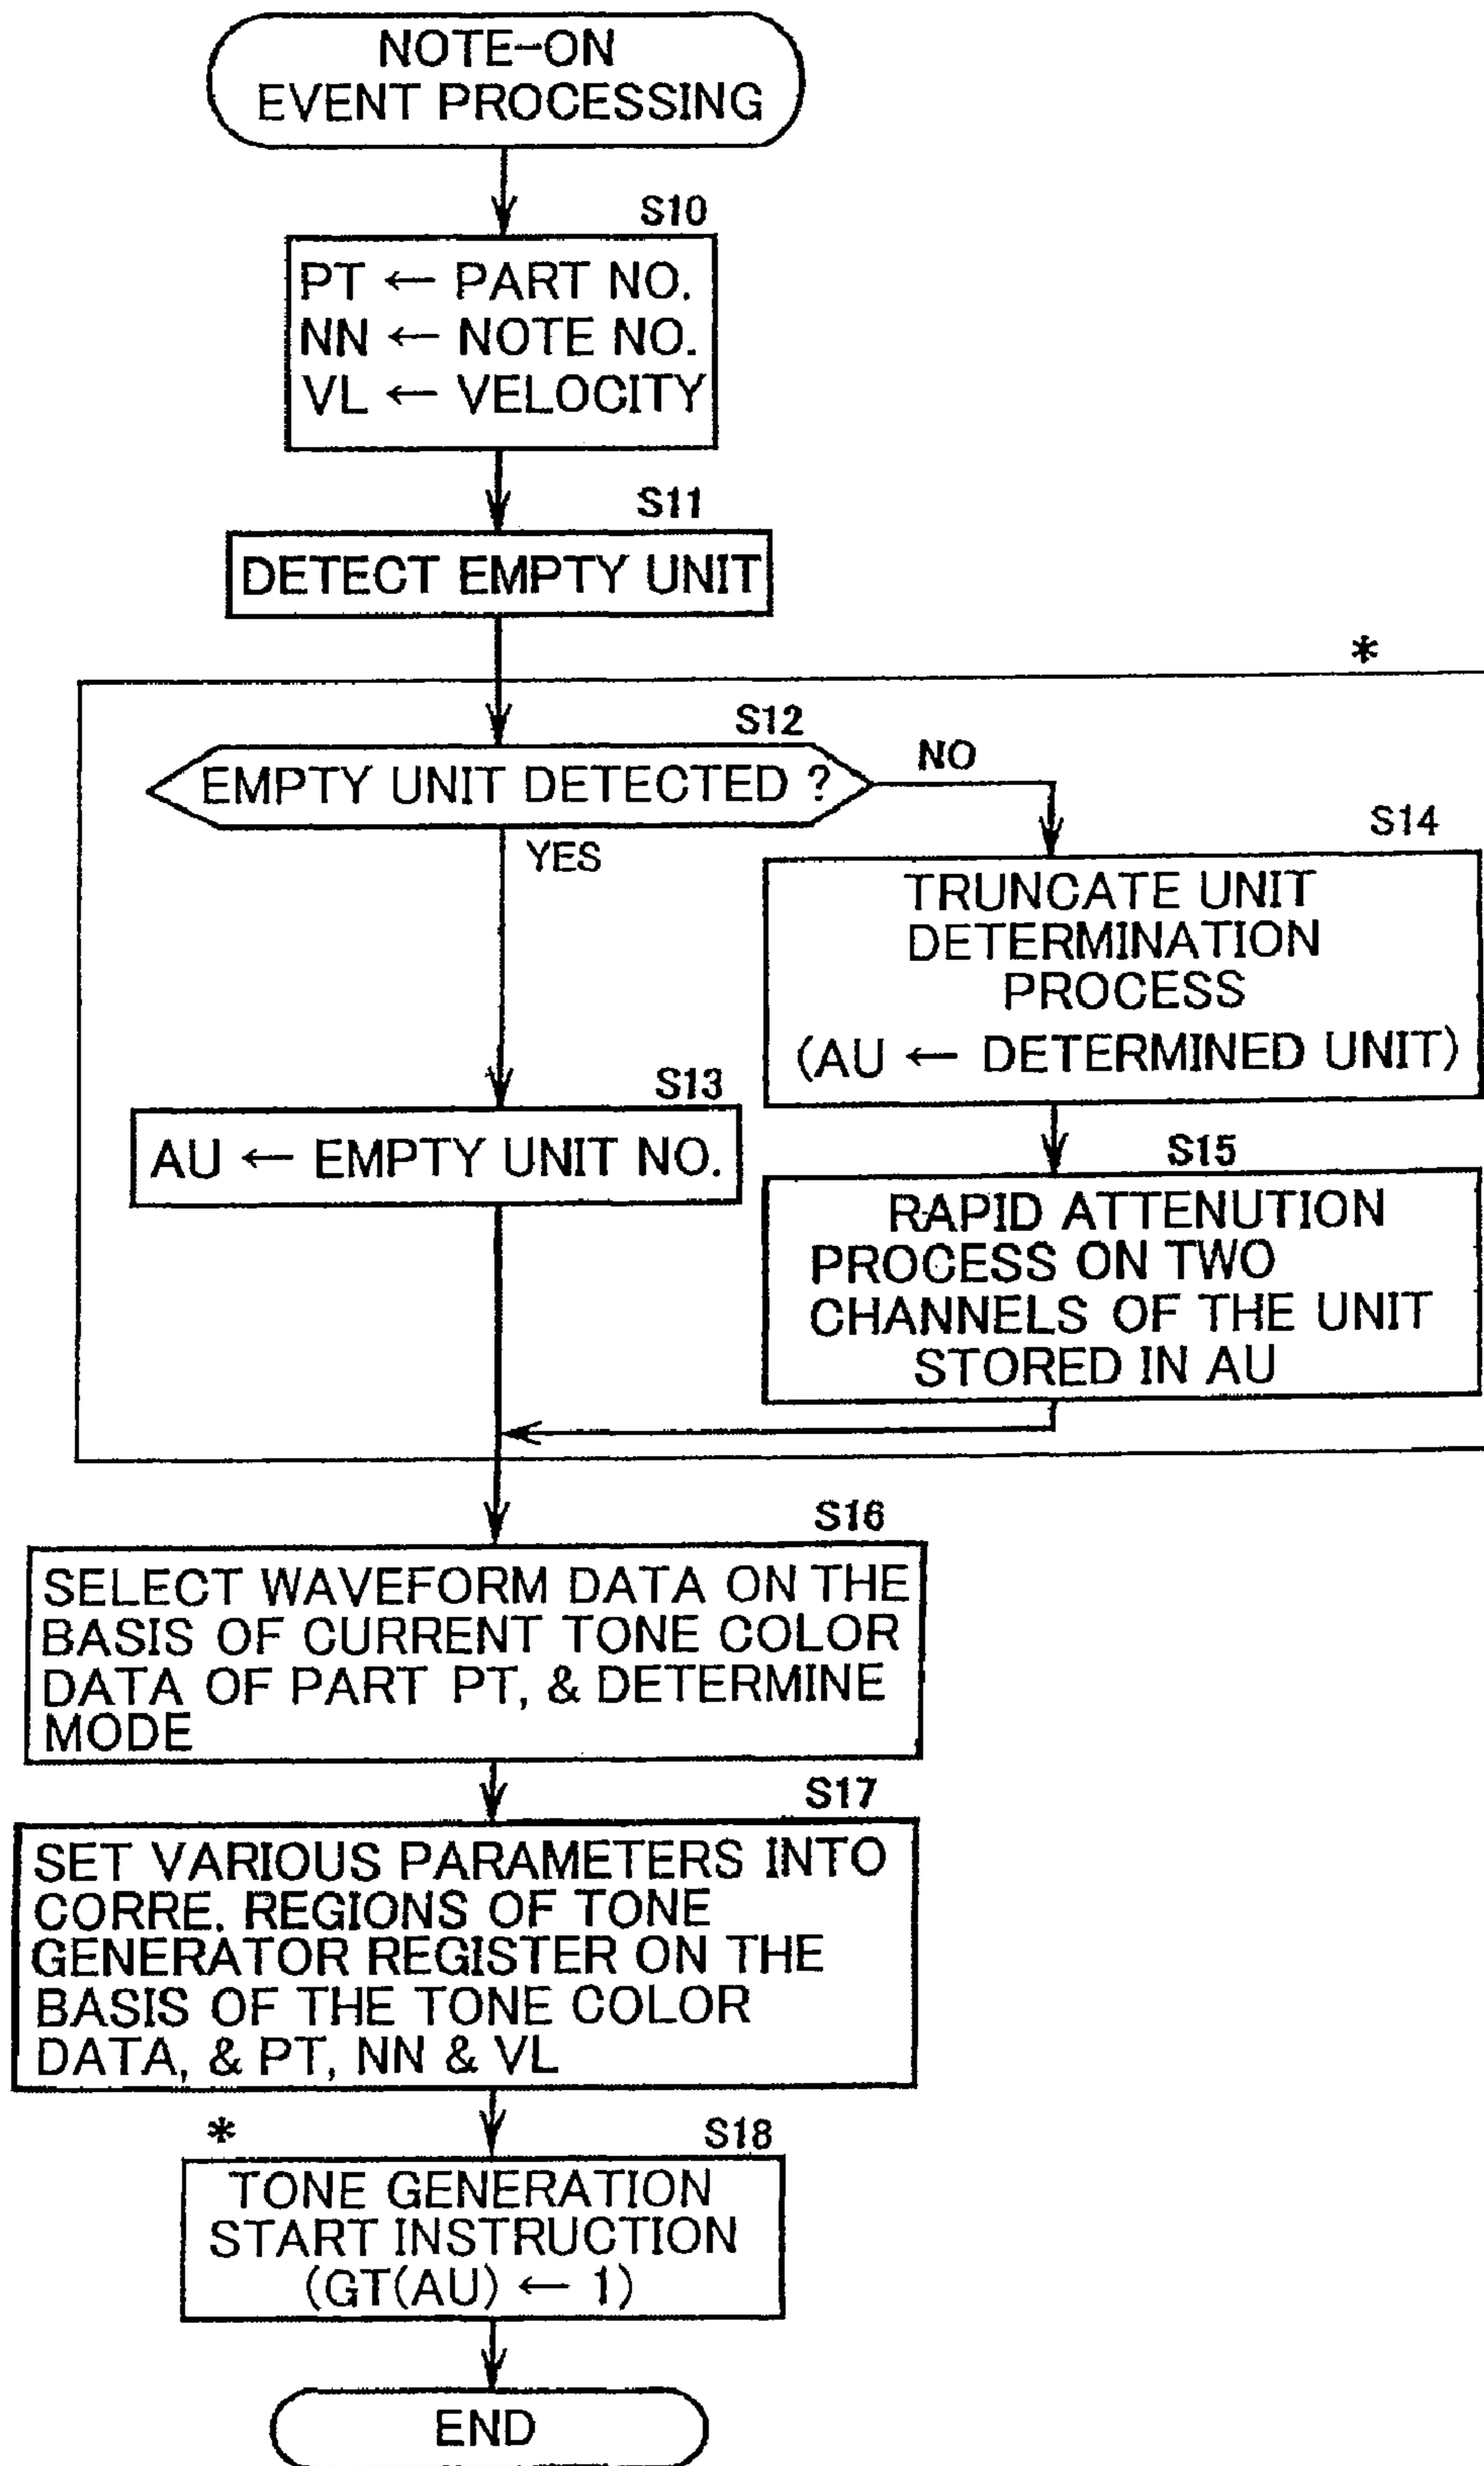 NOTE-ON
EVENT PROCESSING
S10
PT ← PART NO.
NN ← NOTE NO.
VL ← VELOCITY
S11
DETECT EMPTY UNIT
*
S12
EMPTY UNIT DETECTED ?
NO
YES
S14
TRUNCATE UNIT
DETERMINATION
PROCESS
(AU ← DETERMINED UNIT)
S13
AU ← EMPTY UNIT NO.
S15
RAPID ATTENUTION
PROCESS ON TWO
CHANNELS OF THE UNIT
STORED IN AU
S16
SELECT WAVEFORM DATA ON THE
BASIS OF CURRENT TONE COLOR
DATA OF PART PT, & DETERMINE
MODE
S17
SET VARIOUS PARAMETERS INTO
CORRE. REGIONS OF TONE
GENERATOR REGISTER ON THE
BASIS OF THE TONE COLOR
DATA, & PT, NN & VL
*
S18
TONE GENERATION
START INSTRUCTION
(GT(AU) ← 1)
END